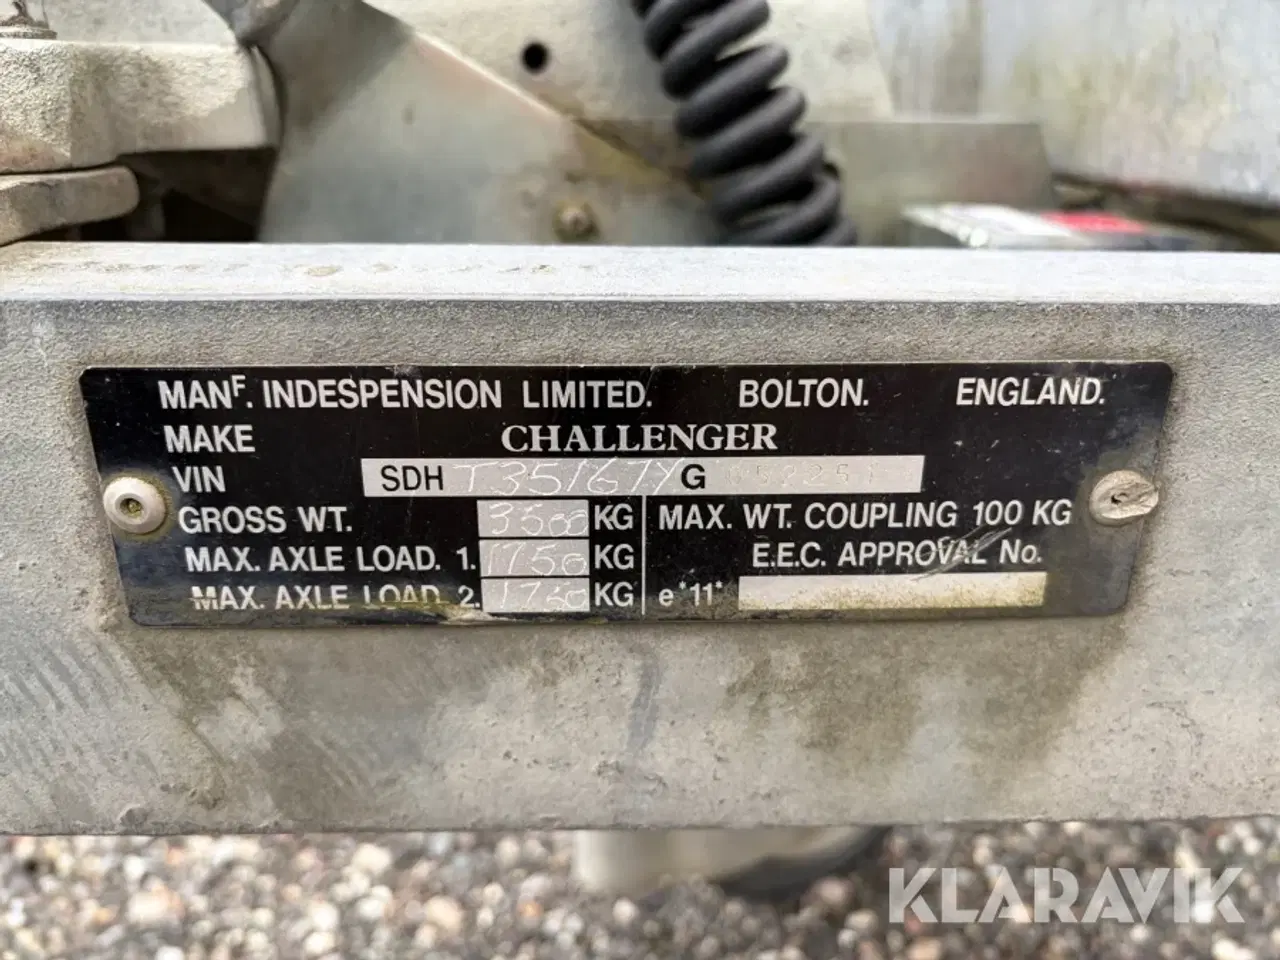 MANF. INDESPENSION LIMITED. BOLTON. ENGLAND.
MAKE CHALLENGER
VIN SDH T35167Y G
GROSS WT. 3500 KG
MAX. AXLE LOAD. 1. 1750 KG
MAX. AXLE LOAD. 2. 1750 KG
MAX. WT. COUPLING 100 KG
E.E.C. APPROVAL No.
e*11*
KLARAVIK